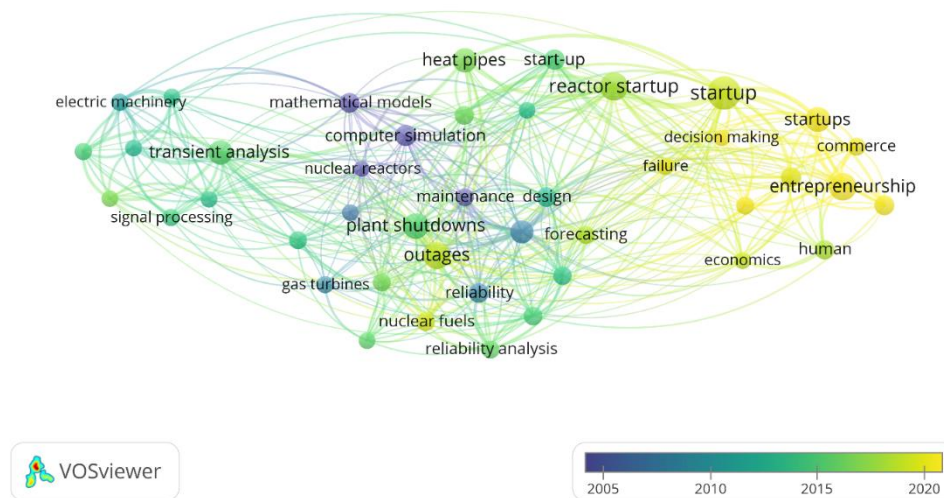 heat pipes
start-up
reactor startup
startup
electric machinery
mathematical models
startups
computer simulation
decision making
commerce
transient analysis
nuclear reactors
failure
entrepreneurship
maintenance
design
signal processing
plant shutdowns
forecasting
human
outages
economics
gas turbines
reliability
nuclear fuels
reliability analysis
VOSviewer
2005
2010
2015
2020